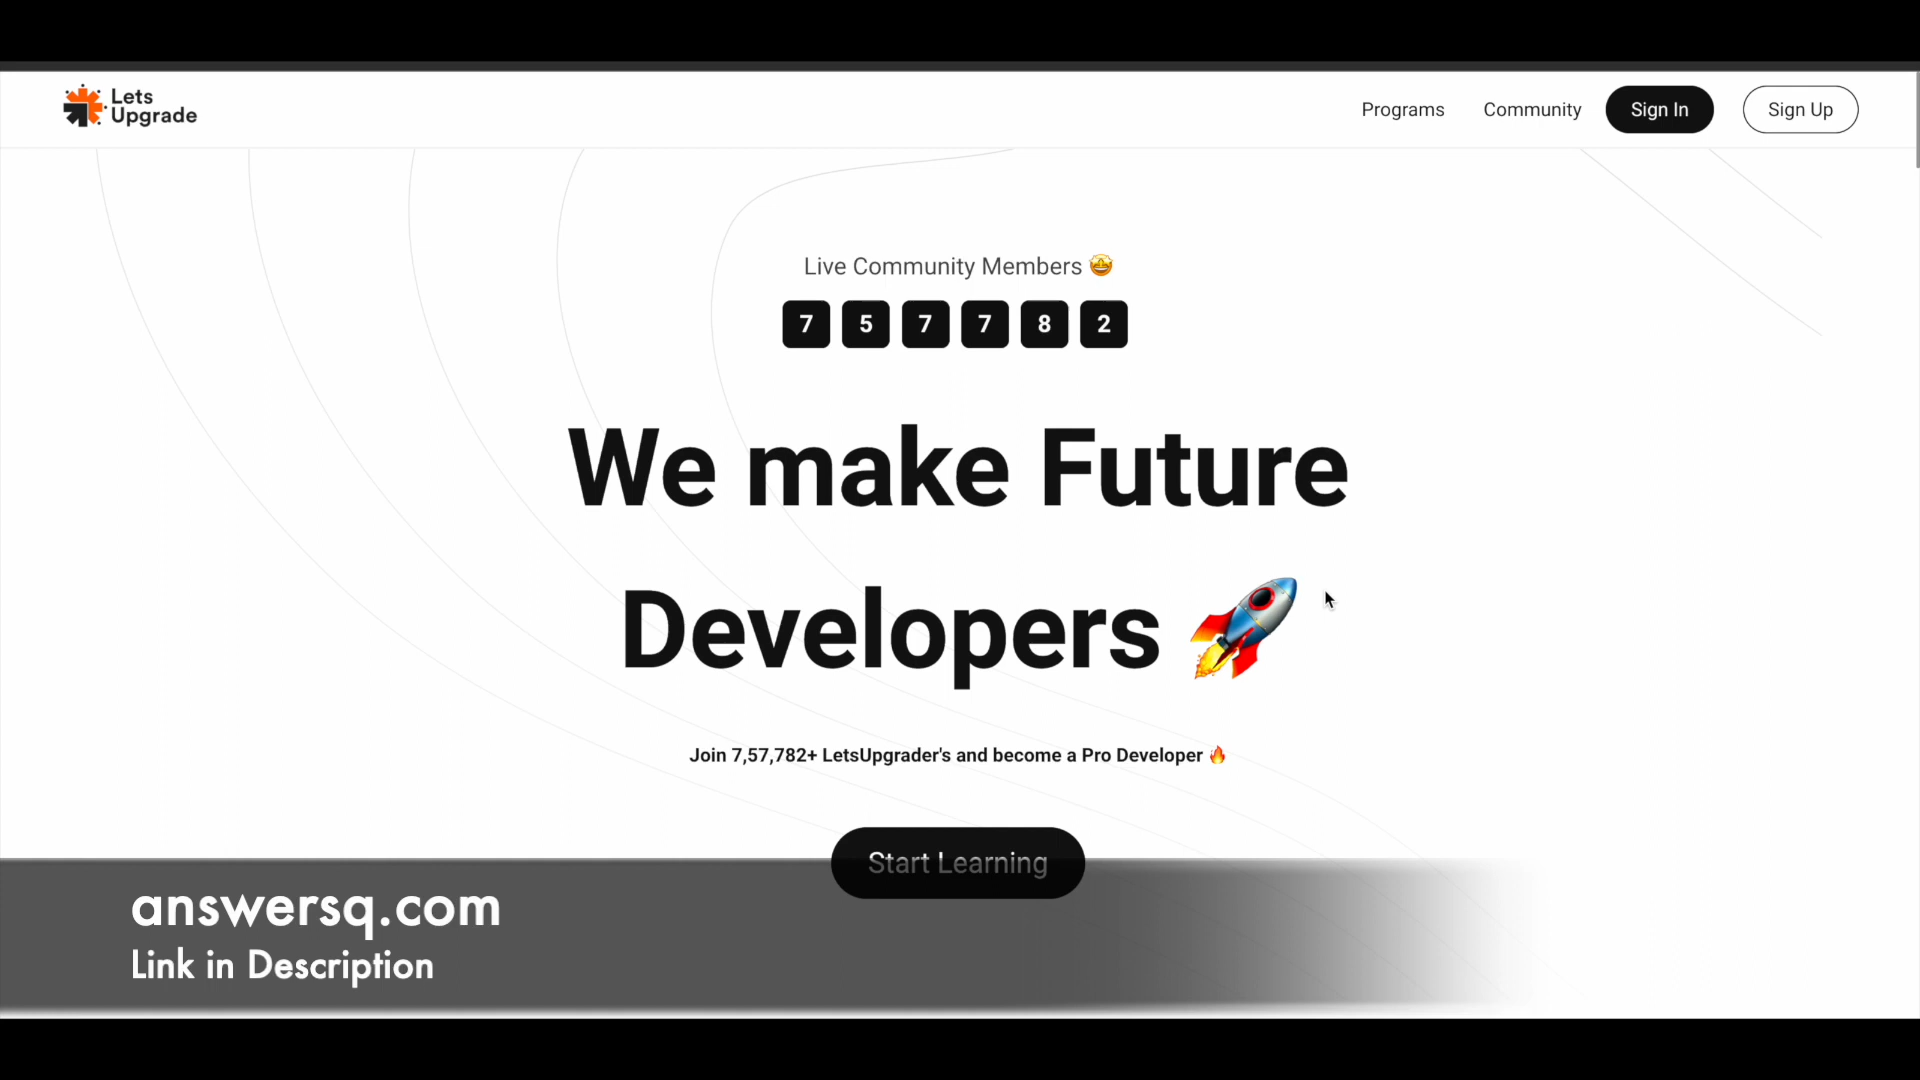 Lets
Upgrade
Programs
Community
Sign In
Sign Up
Live Community Members 🤩
7 5 7 7 8 2
We make Future
Developers 🚀
Join 7,57,782+ LetsUpgrader's and become a Pro Developer 🔥
Start Learning
answersq.com
Link in Description